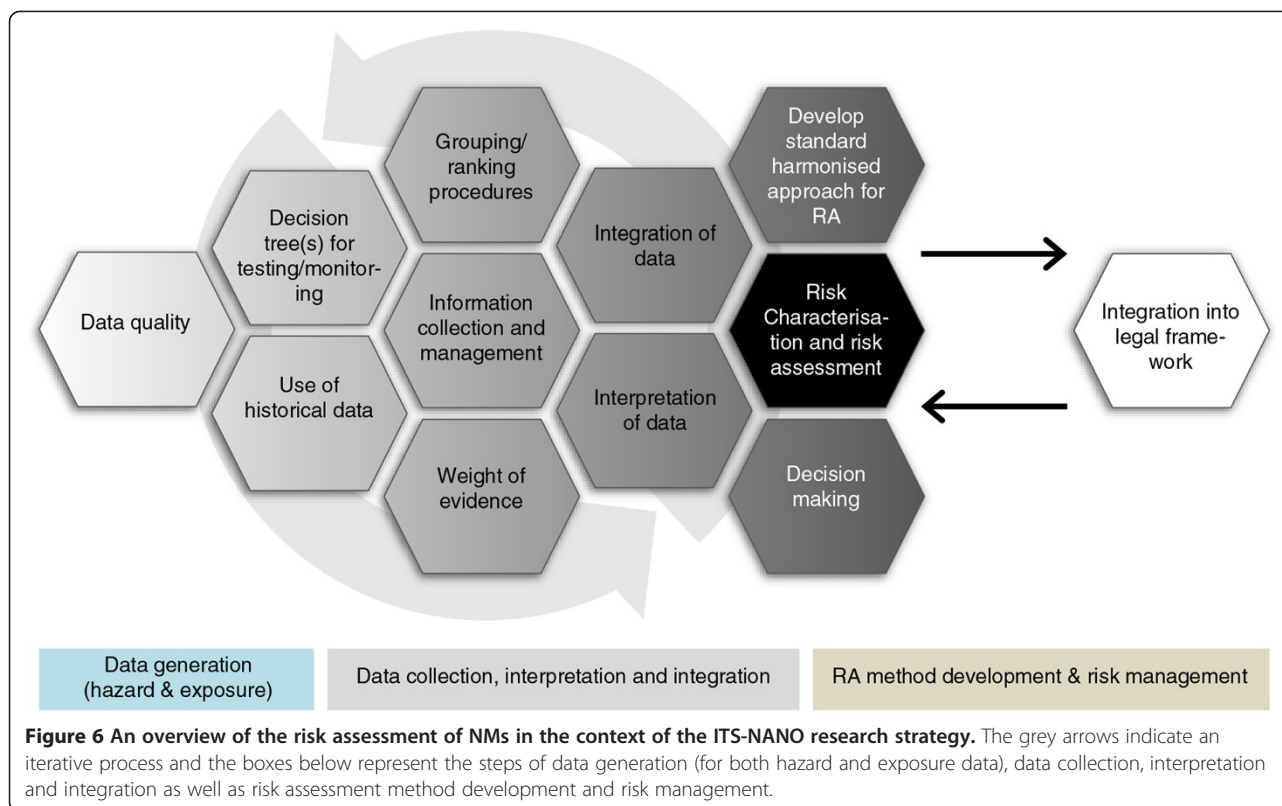 Data quality
Decision
tree(s) for
testing/monitor-
ing
Use of
historical data
Grouping/
ranking
procedures
Information
collection and
management
Weight of
evidence
Integration of
data
Interpretation
of data
Develop
standard
harmonised
approach for
RA
Risk
Characterisa-
tion and risk
assessment
Decision
making
Integration into
legal frame-
work
Data generation
(hazard & exposure)
Data collection, interpretation and integration
RA method development & risk management
Figure 6 An overview of the risk assessment of NMs in the context of the ITS-NANO research strategy. The grey arrows indicate an
iterative process and the boxes below represent the steps of data generation (for both hazard and exposure data), data collection, interpretation
and integration as well as risk assessment method development and risk management.